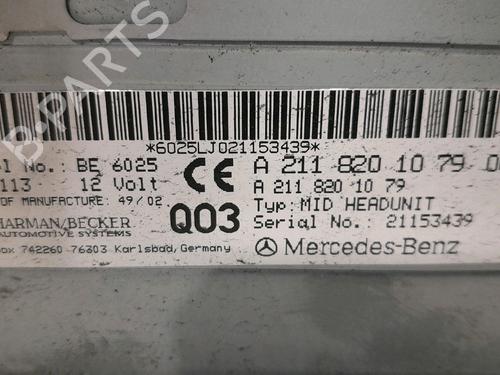 *6025LJ021153439*
l No.: BE 6025
113 12 Volt
OF MANUFACTURE: 49/02
HARMAN/BECKER
AUTOMOTIVE SYSTEMS
ox 742260 76303 Karlsbad, Germany
CE
Q03
A 211 820 10 79 0
A 211 820 10 79
Typ: MID HEADUNIT
Serial No.: 21153439
Mercedes-Benz
B-PARTS